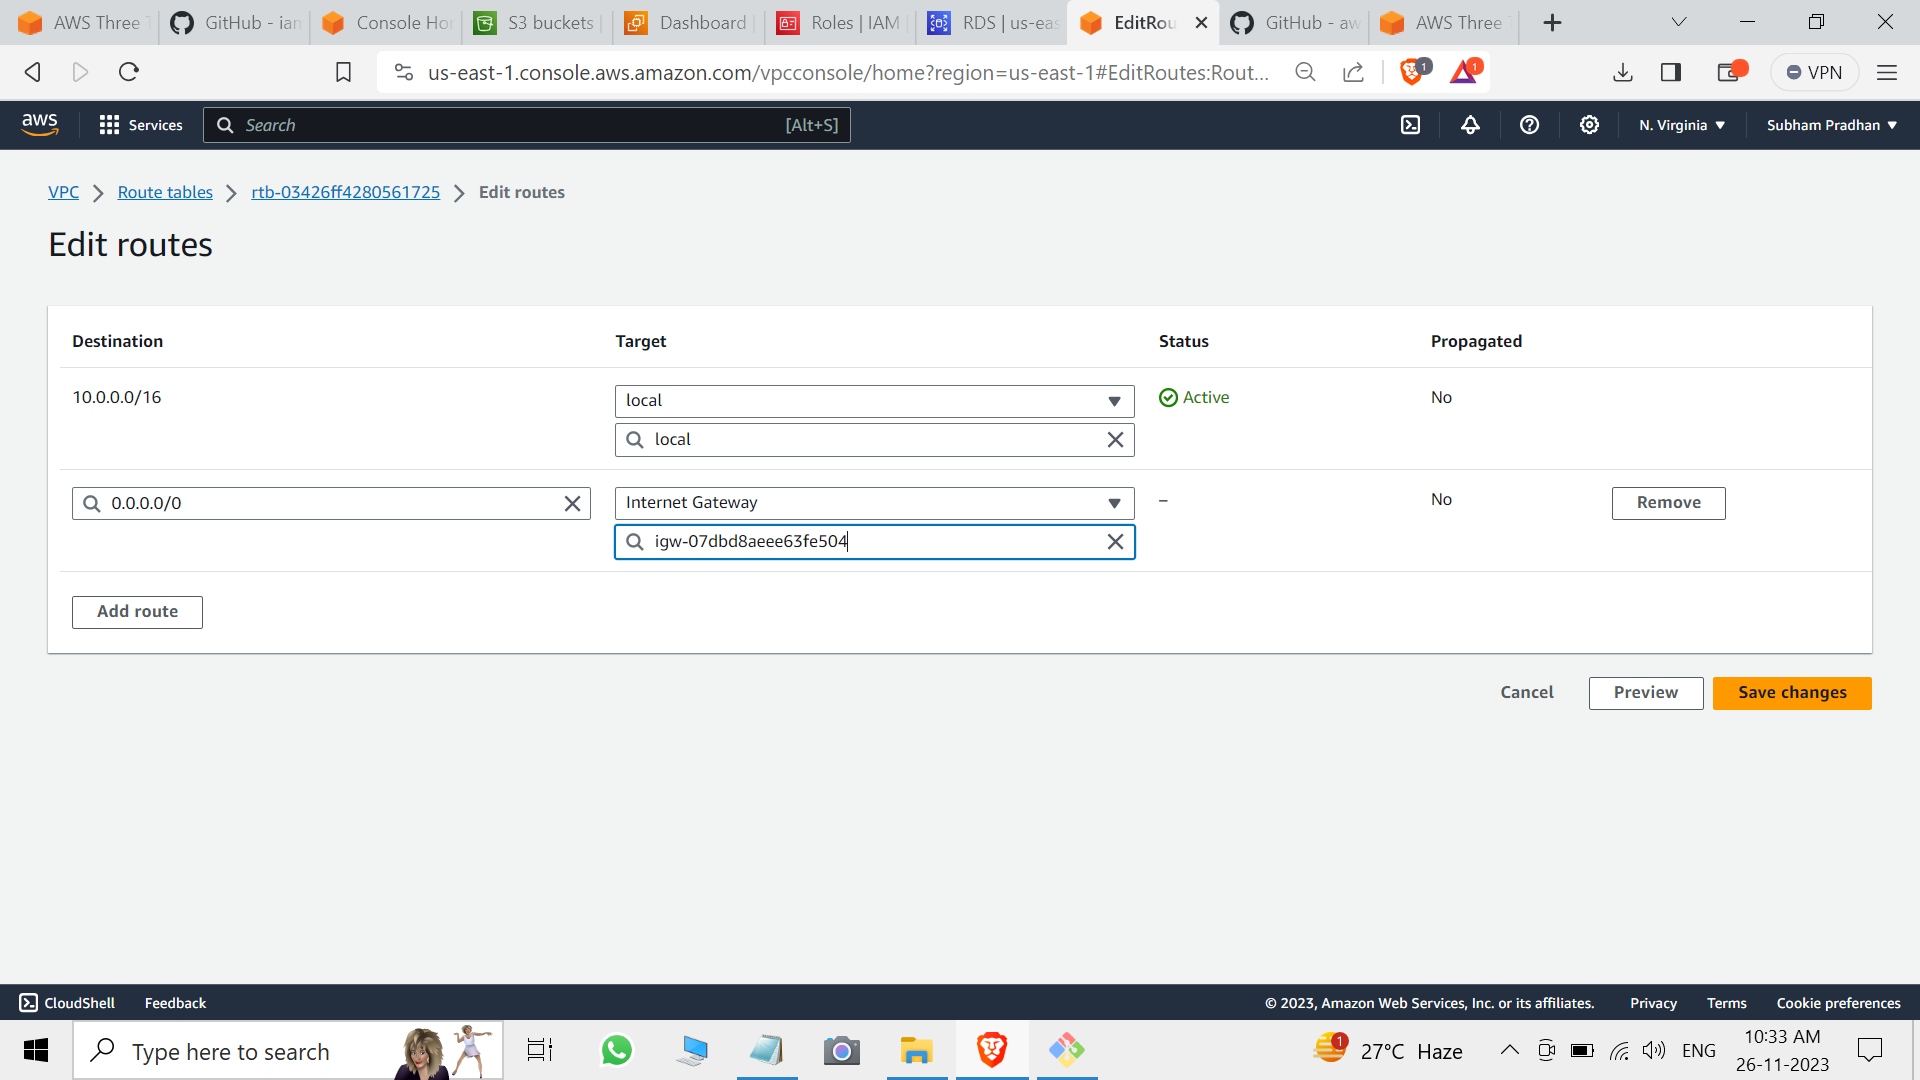 AWS Three T
GitHub - iam
Console Hor
S3 buckets |
Dashboard |
Roles | IAM |
RDS | us-eas
EditRou
GitHub - aw
AWS Three T
us-east-1.console.aws.amazon.com/vpcconsole/home?region=us-east-1#EditRoutes:Rout...
1
1
VPN
aws
Services
Search
[Alt+S]
N. Virginia
Subham Pradhan
VPC
Route tables
rtb-03426ff4280561725
Edit routes
Edit routes
Destination
Target
Status
Propagated
10.0.0.0/16
local
Active
No
local
0.0.0.0/0
Internet Gateway
–
No
Remove
igw-07dbd8aeee63fe504
Add route
Cancel
Preview
Save changes
CloudShell
Feedback
© 2023, Amazon Web Services, Inc. or its affiliates.
Privacy
Terms
Cookie preferences
Type here to search
1
27°C Haze
ENG
10:33 AM
26-11-2023